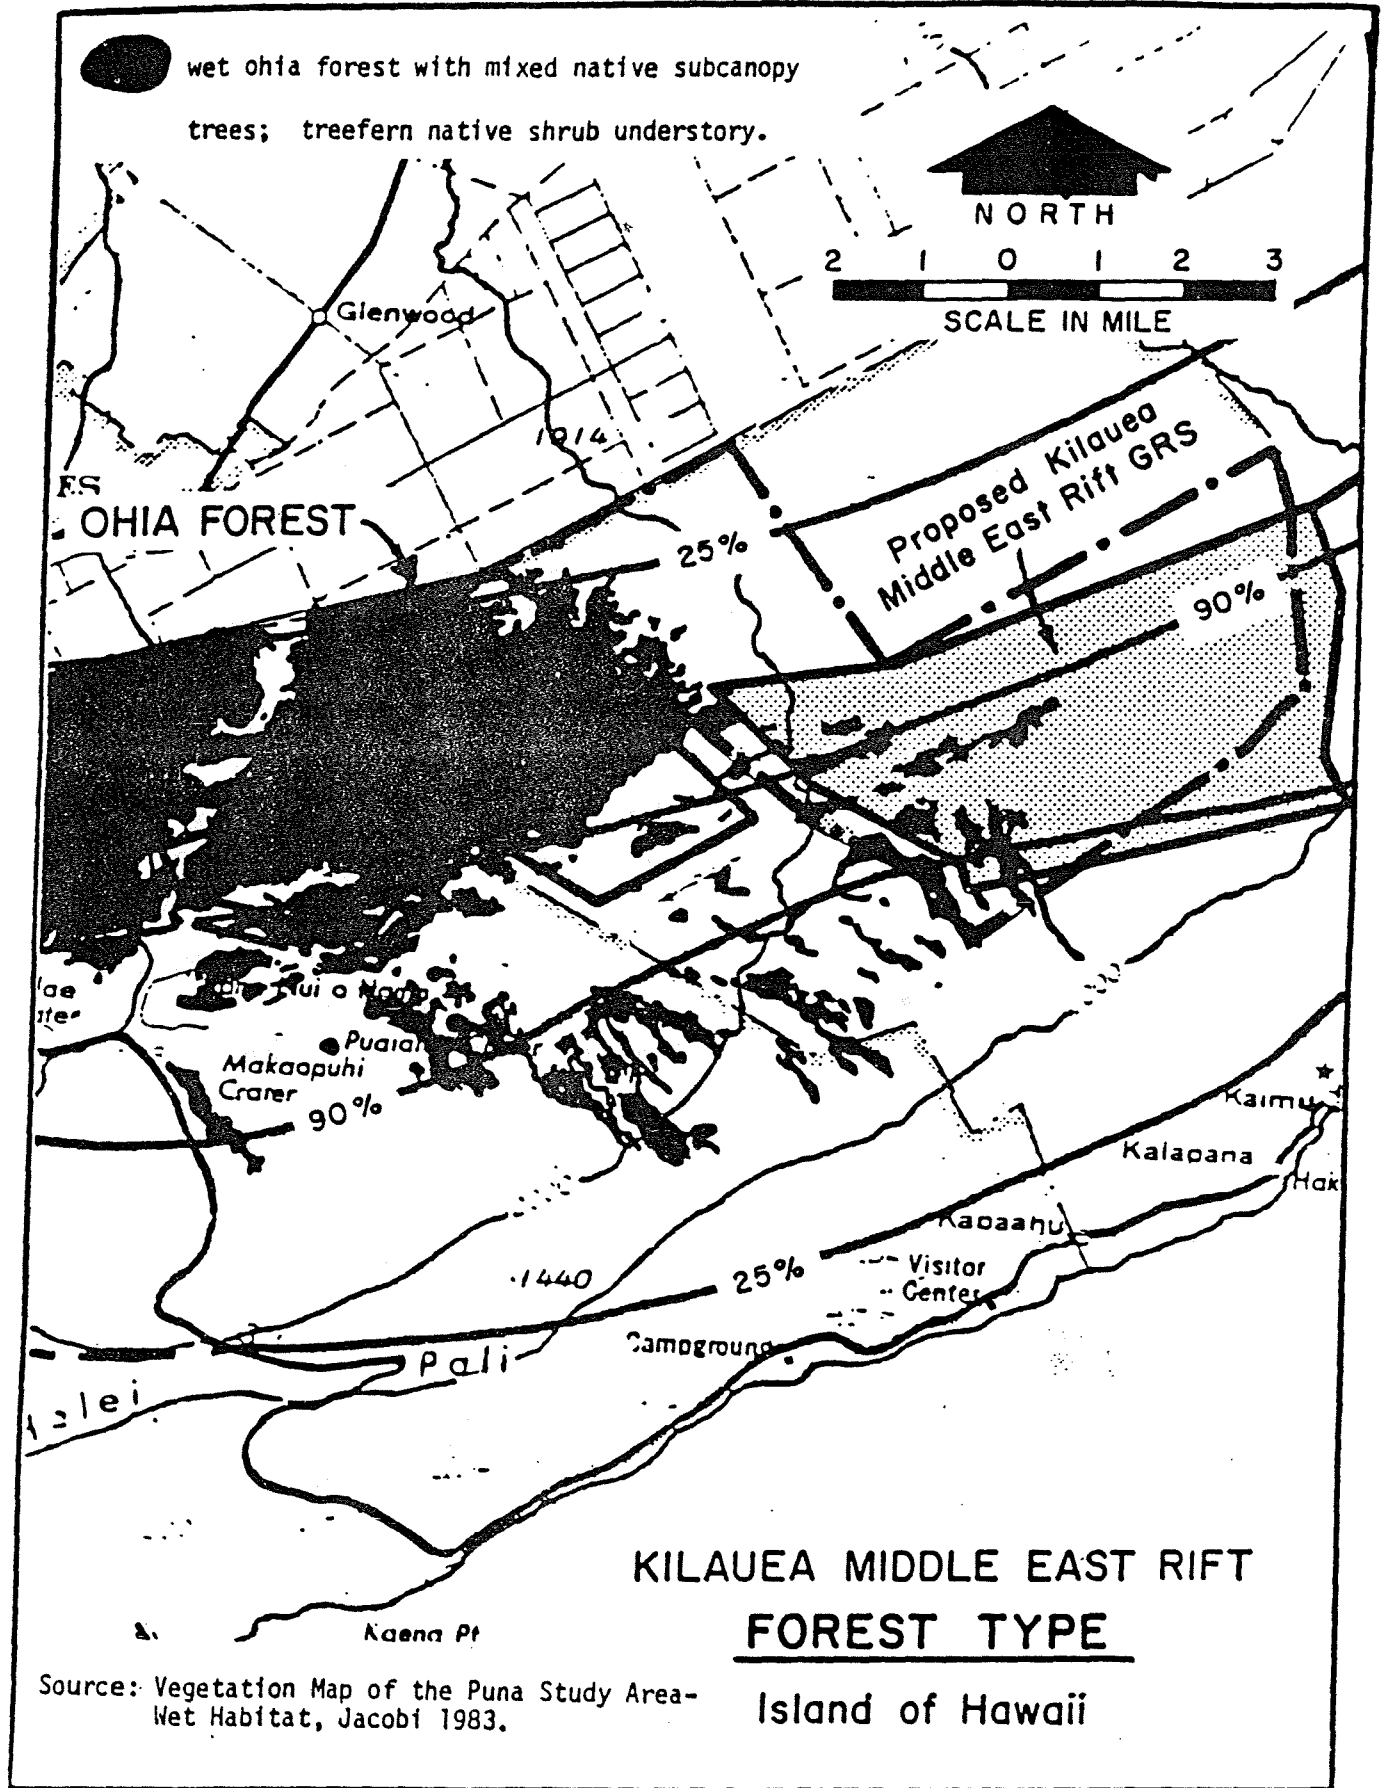 wet ohia forest with mixed native subcanopy
trees; treefern native shrub understory.
NORTH
2 1 0 1 2 3
SCALE IN MILE
Glenwood
1914
ES
OHIA FOREST
25%
Proposed Kilauea
Middle East Rift GRS
90%
Makaopuhi
Crater
90%
Kaimu
Kalapana
Hak
Kapaahu
Visitor
Center
25%
1440
Campground
Pali
Kaena Pt
KILAUEA MIDDLE EAST RIFT
FOREST TYPE
Island of Hawaii
Source: Vegetation Map of the Puna Study Area-
Wet Habitat, Jacobi 1983.